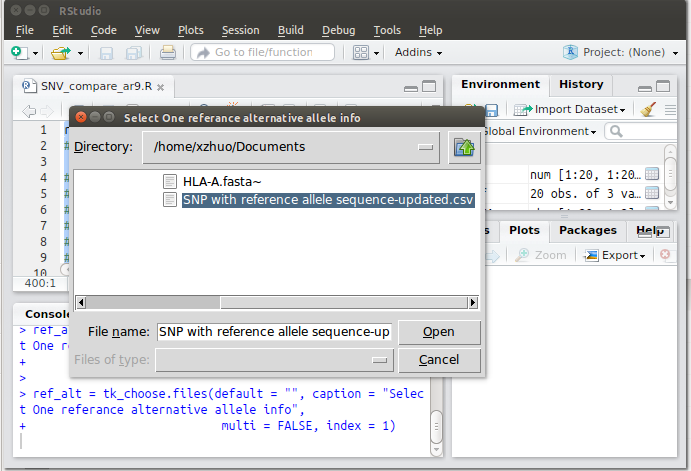 RStudio
File Edit Code View Plots Session Build Debug Tools Help
Go to file/function Addins Project: (None)
SNV_compare_ar9.R
Environment History
Import Dataset
Global Environment
1
2 #
3
4 #
5 #
6 #
7 #
8 #
9 #
10
400:1
num [1:20, 1:20...
20 obs. of 3 va...
Plots Packages Help
Zoom Export
Select One referance alternative allele info
Directory: /home/xzhuo/Documents
HLA-A.fasta~
SNP with reference allele sequence-updated.csv
File name: SNP with reference allele sequence-up Open
Files of type: Cancel
Consol
> ref_a
t One re
+
>
> ref_alt = tk_choose.files(default = "", caption = "Selec
t One referance alternative allele info",
+ multi = FALSE, index = 1)